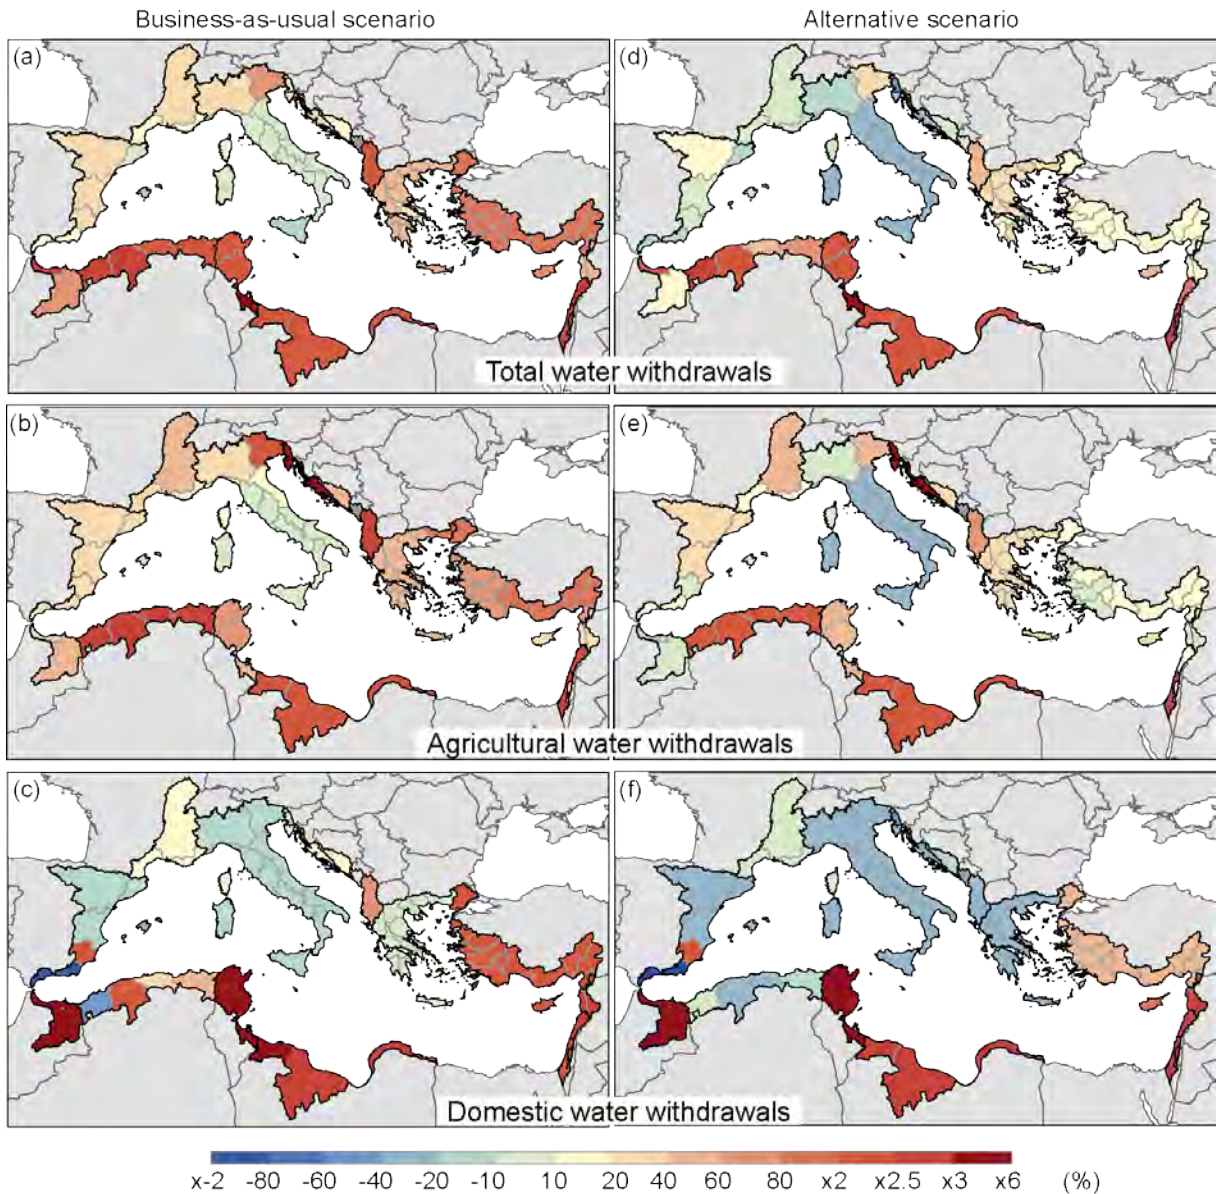 Business-as-usual scenario
Alternative scenario
(a)
(d)
Total water withdrawals
(b)
(e)
Agricultural water withdrawals
(c)
(f)
Domestic water withdrawals
x-2 -80 -60 -40 -20 -10 10 20 40 60 80 x2 x2.5 x3 x6 (%)